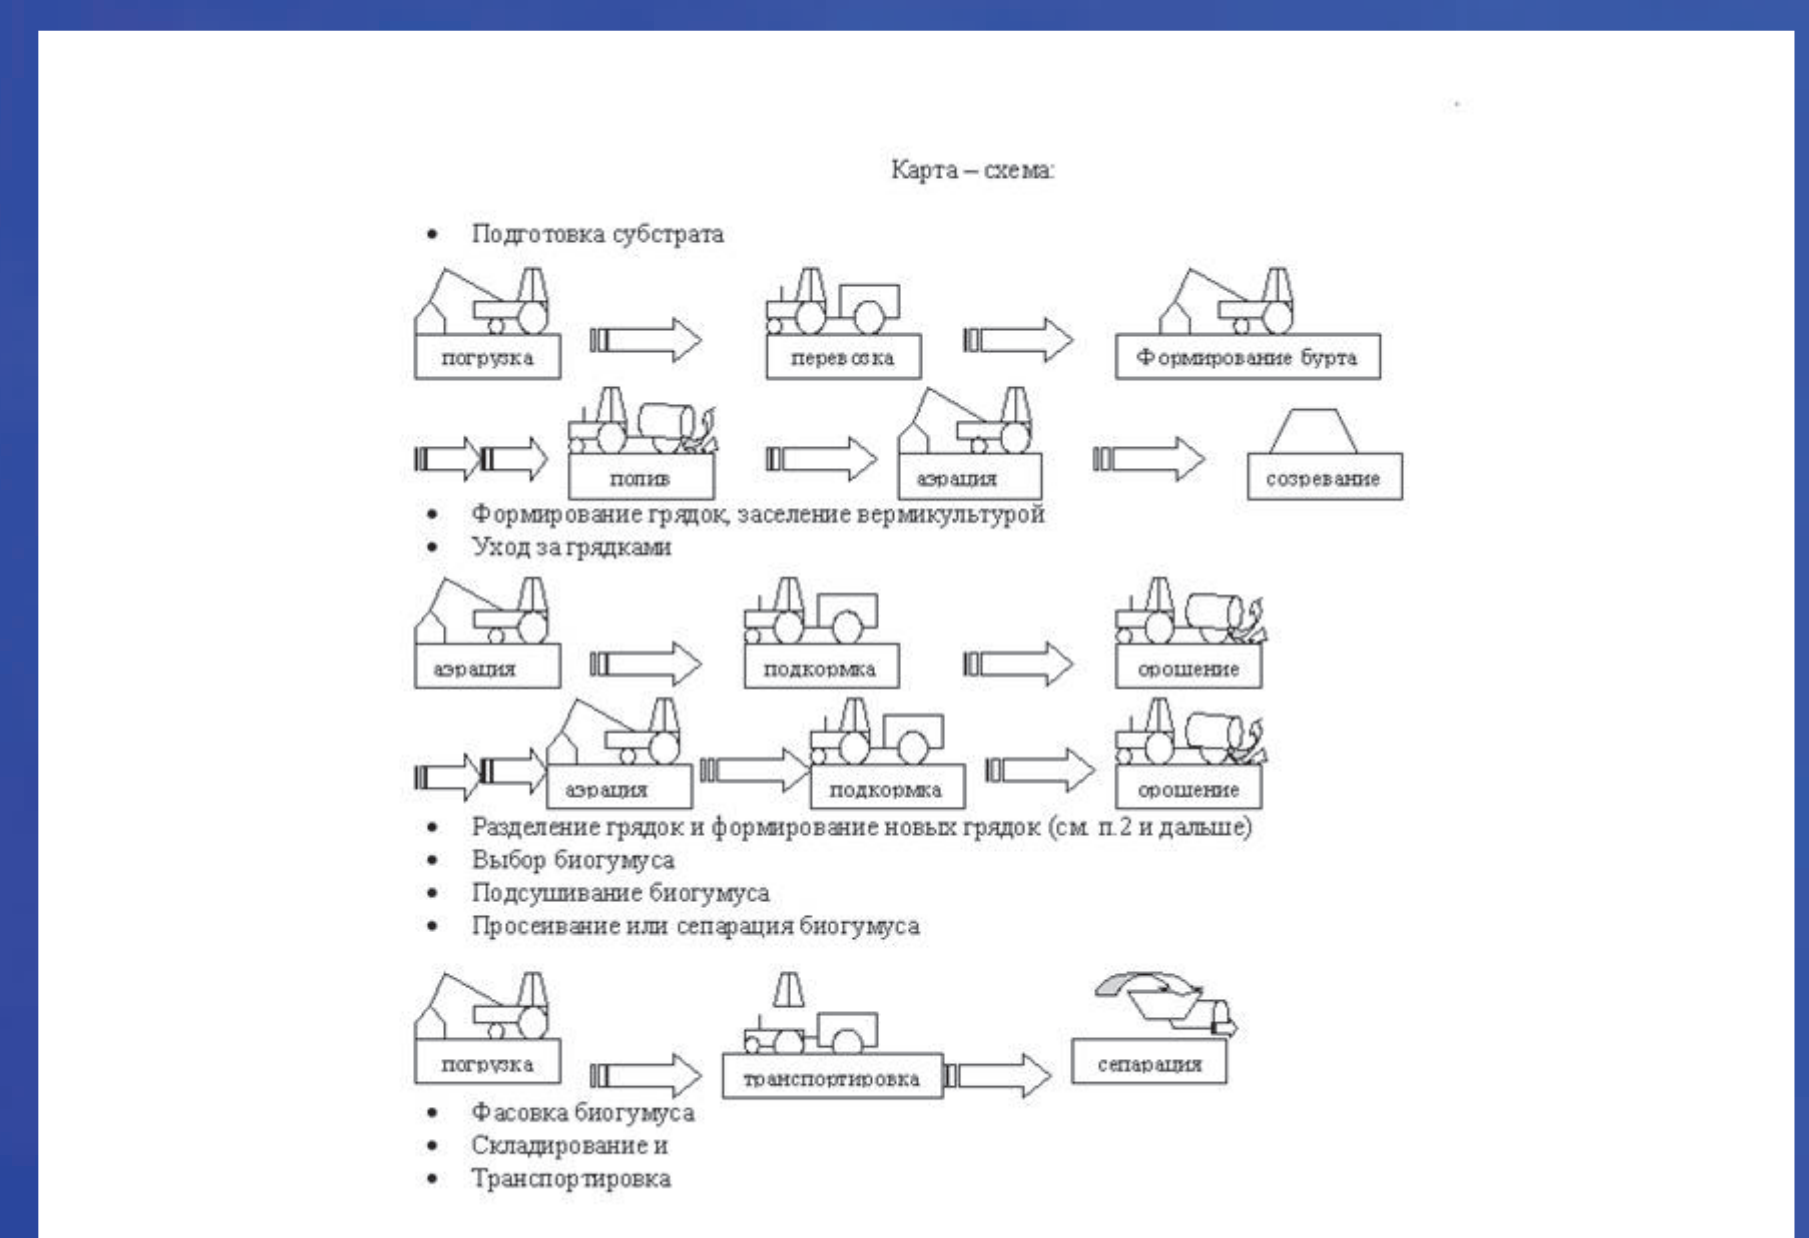 Карта – схема:
• Подготовка субстрата
погрузка
перевозка
Формирование бурта
полив
аэрация
созревание
• Формирование грядок, заселение вермикультурой
• Уход за грядками
аэрация
подкормка
орошение
аэрация
подкормка
орошение
• Разделение грядок и формирование новых грядок (см. п.2 и дальше)
• Выбор биогумуса
• Подсушивание биогумуса
• Просеивание или сепарация биогумуса
погрузка
транспортировка
сепарация
• Фасовка биогумуса
• Складирование и
• Транспортировка